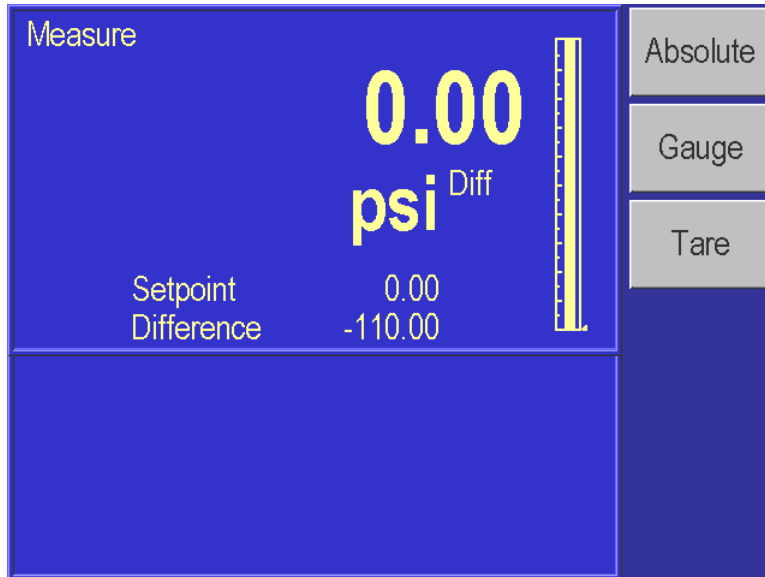 Measure
0.00
psi Diff
Setpoint 0.00
Difference -110.00
Absolute
Gauge
Tare